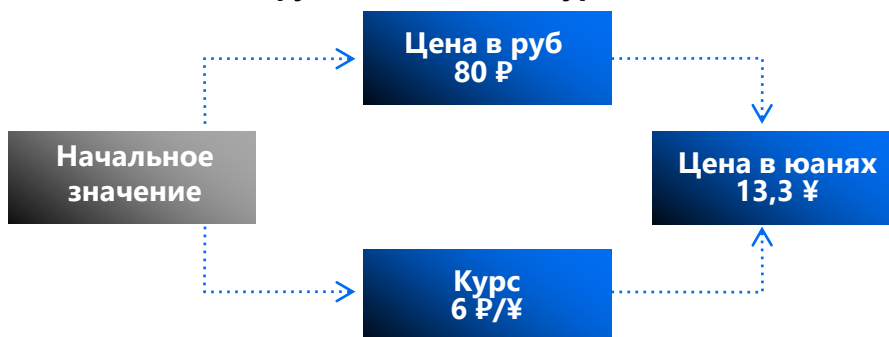 Цена в руб
80 ₽
Начальное
значение
Цена в юанях
13,3 ¥
Курс
6 ₽/¥